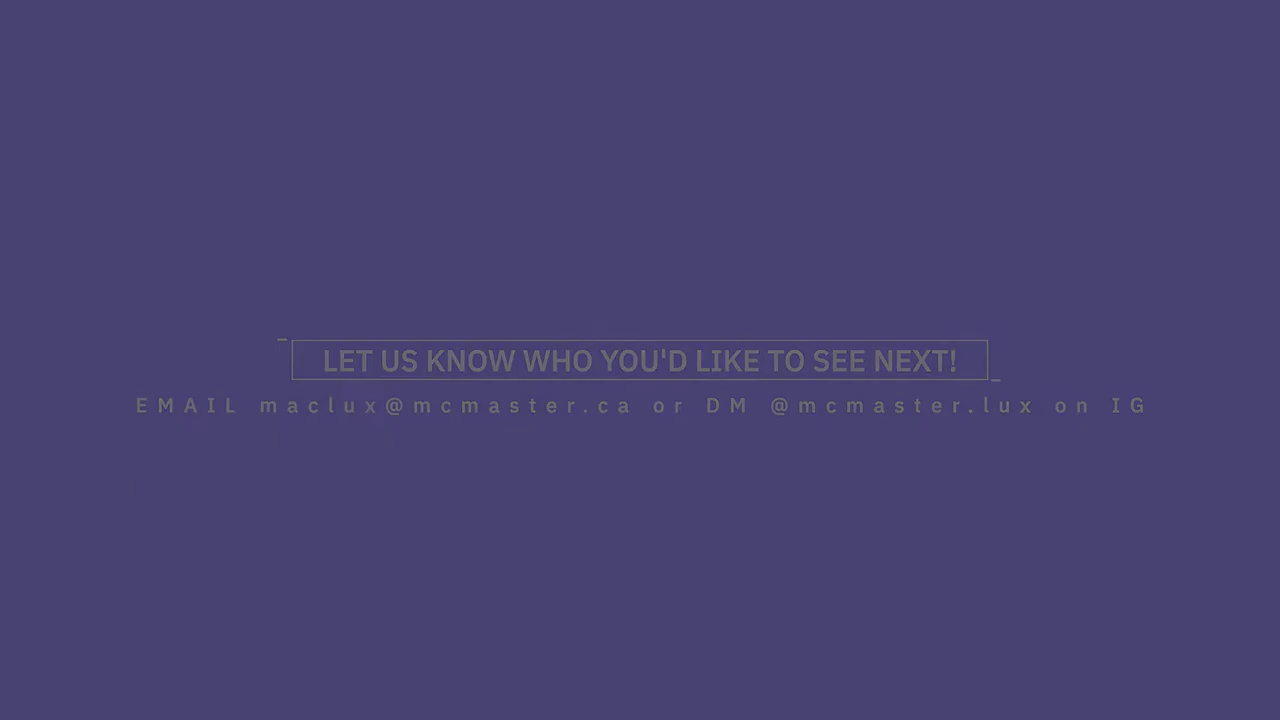 LET US KNOW WHO YOU'D LIKE TO SEE NEXT!
EMAIL maclux@mcmaster.ca or DM @mcmaster.lux on IG